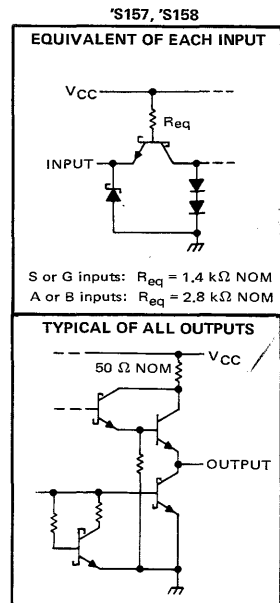 'S157, 'S158
EQUIVALENT OF EACH INPUT
VCC
Req
INPUT
S or G inputs: Req = 1.4 kΩ NOM
A or B inputs: Req = 2.8 kΩ NOM
TYPICAL OF ALL OUTPUTS
VCC
50 Ω NOM
OUTPUT